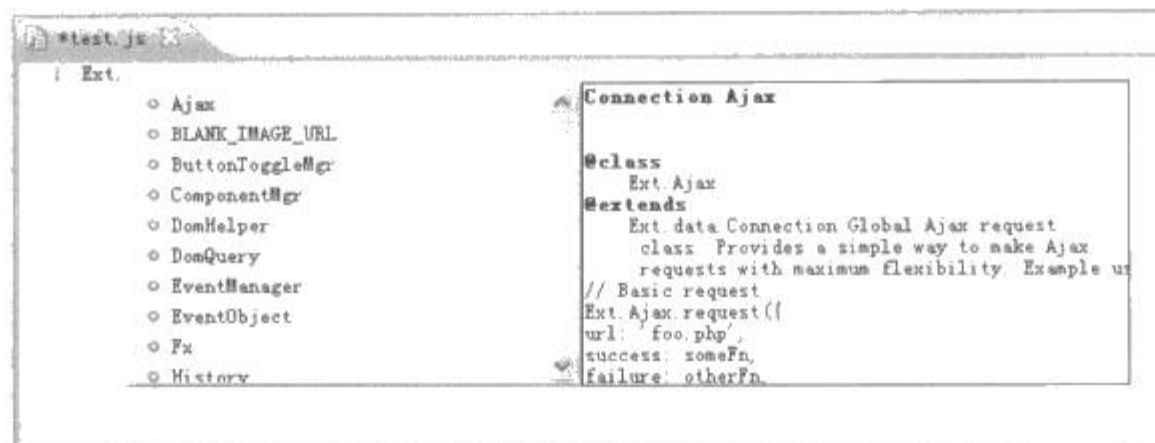 *test.js
1 Ext.
Ajax
BLANK_IMAGE_URL
ButtonToggleMgr
ComponentMgr
DomHelper
DomQuery
EventManager
EventObject
Fx
History
Connection Ajax
@class
Ext.Ajax
@extends
Ext.data.Connection Global Ajax request
class. Provides a simple way to make Ajax
requests with maximum flexibility. Example us
// Basic request
Ext.Ajax.request({
url: 'foo.php',
success: someFn,
failure: otherFn,